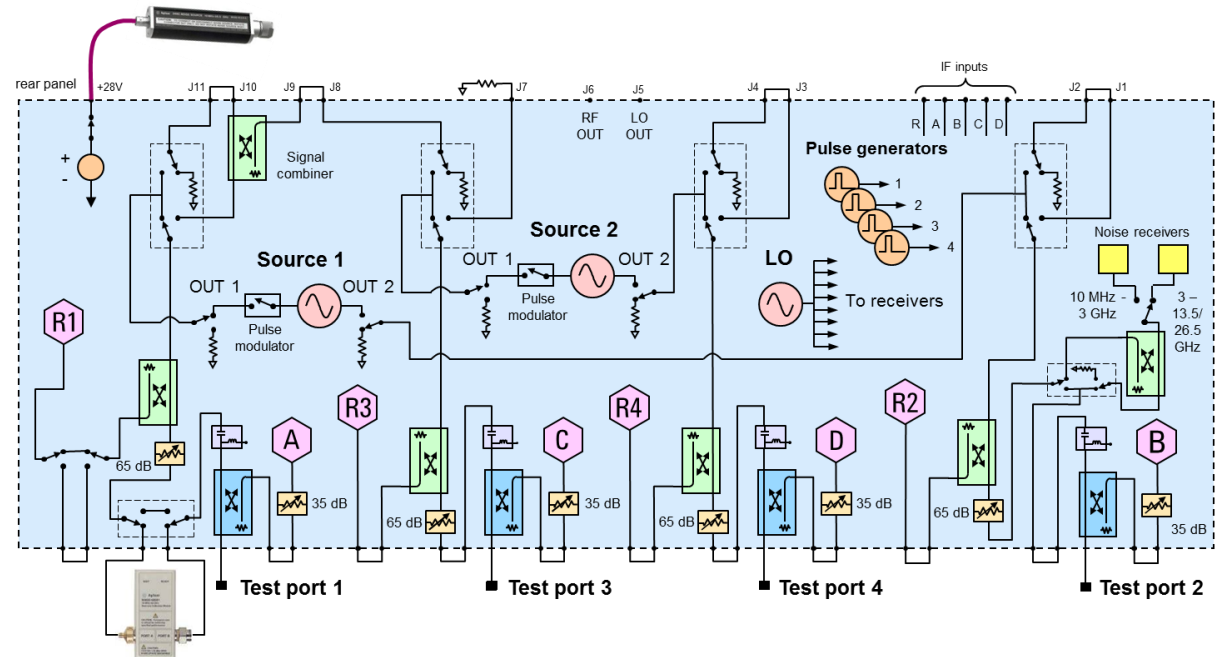 rear panel
+28V
J11
J10
J9
J8
J7
J6
J5
J4
J3
IF inputs
J2
J1
RF
OUT
LO
OUT
R
A
B
C
D
+
-
Signal
combiner
Pulse generators
1
2
3
4
Source 1
Source 2
OUT 1
OUT 2
OUT 1
OUT 2
Pulse
modulator
Pulse
modulator
LO
To receivers
Noise receivers
10 MHz -
3 GHz
3 –
13.5/
26.5
GHz
R1
R3
R4
R2
A
C
D
B
65 dB
35 dB
65 dB
35 dB
65 dB
35 dB
65 dB
35 dB
Test port 1
Test port 3
Test port 4
Test port 2